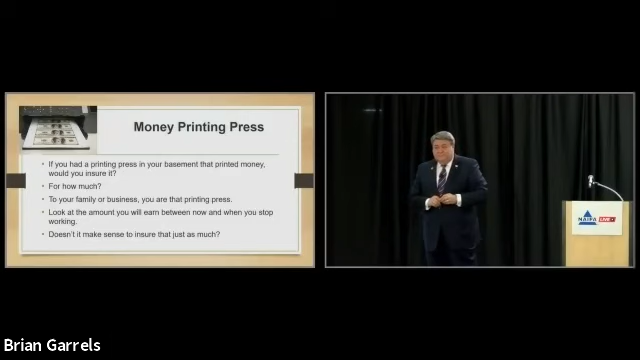 Money Printing Press
• If you had a printing press in your basement that printed money,
would you insure it?
• For how much?
• To your family or business, you are that printing press.
• Look at the amount you will earn between now and when you stop
working.
• Doesn't it make sense to insure that just as much?
NAIFA LIVE
Brian Garrels